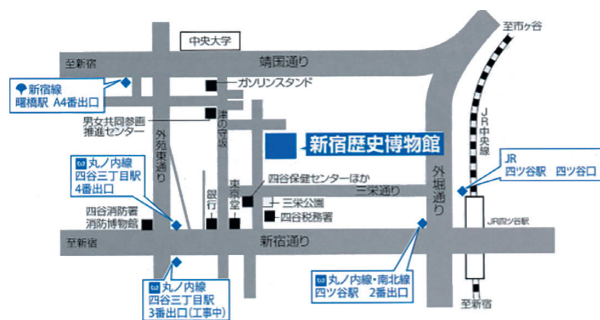 至市ヶ谷
中央大学
至新宿
靖国通り
ガソリンスタンド
新宿線
曙橋駅 A4番出口
男女共同参画
推進センター
外苑東通り
津の守坂
新宿歴史博物館
JR中央線
外堀通り
JR
四ツ谷駅 四ツ谷口
丸ノ内線
四谷三丁目駅
4番出口
四谷保健センターほか
三栄通り
三栄公園
四谷税務署
銀行
四谷消防署
消防博物館
至新宿
新宿通り
JR四ツ谷駅
丸ノ内線
四谷三丁目駅
3番出口(工事中)
丸ノ内線・南北線
四ツ谷駅 2番出口
至新宿